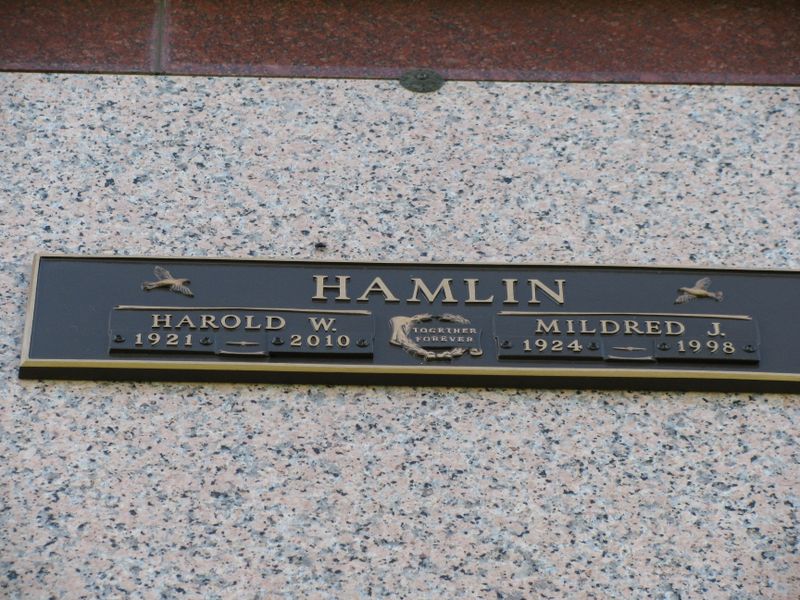 HAMLIN
HAROLD W.
1921 2010
TOGETHER
FOREVER
MILDRED J.
1924 1998